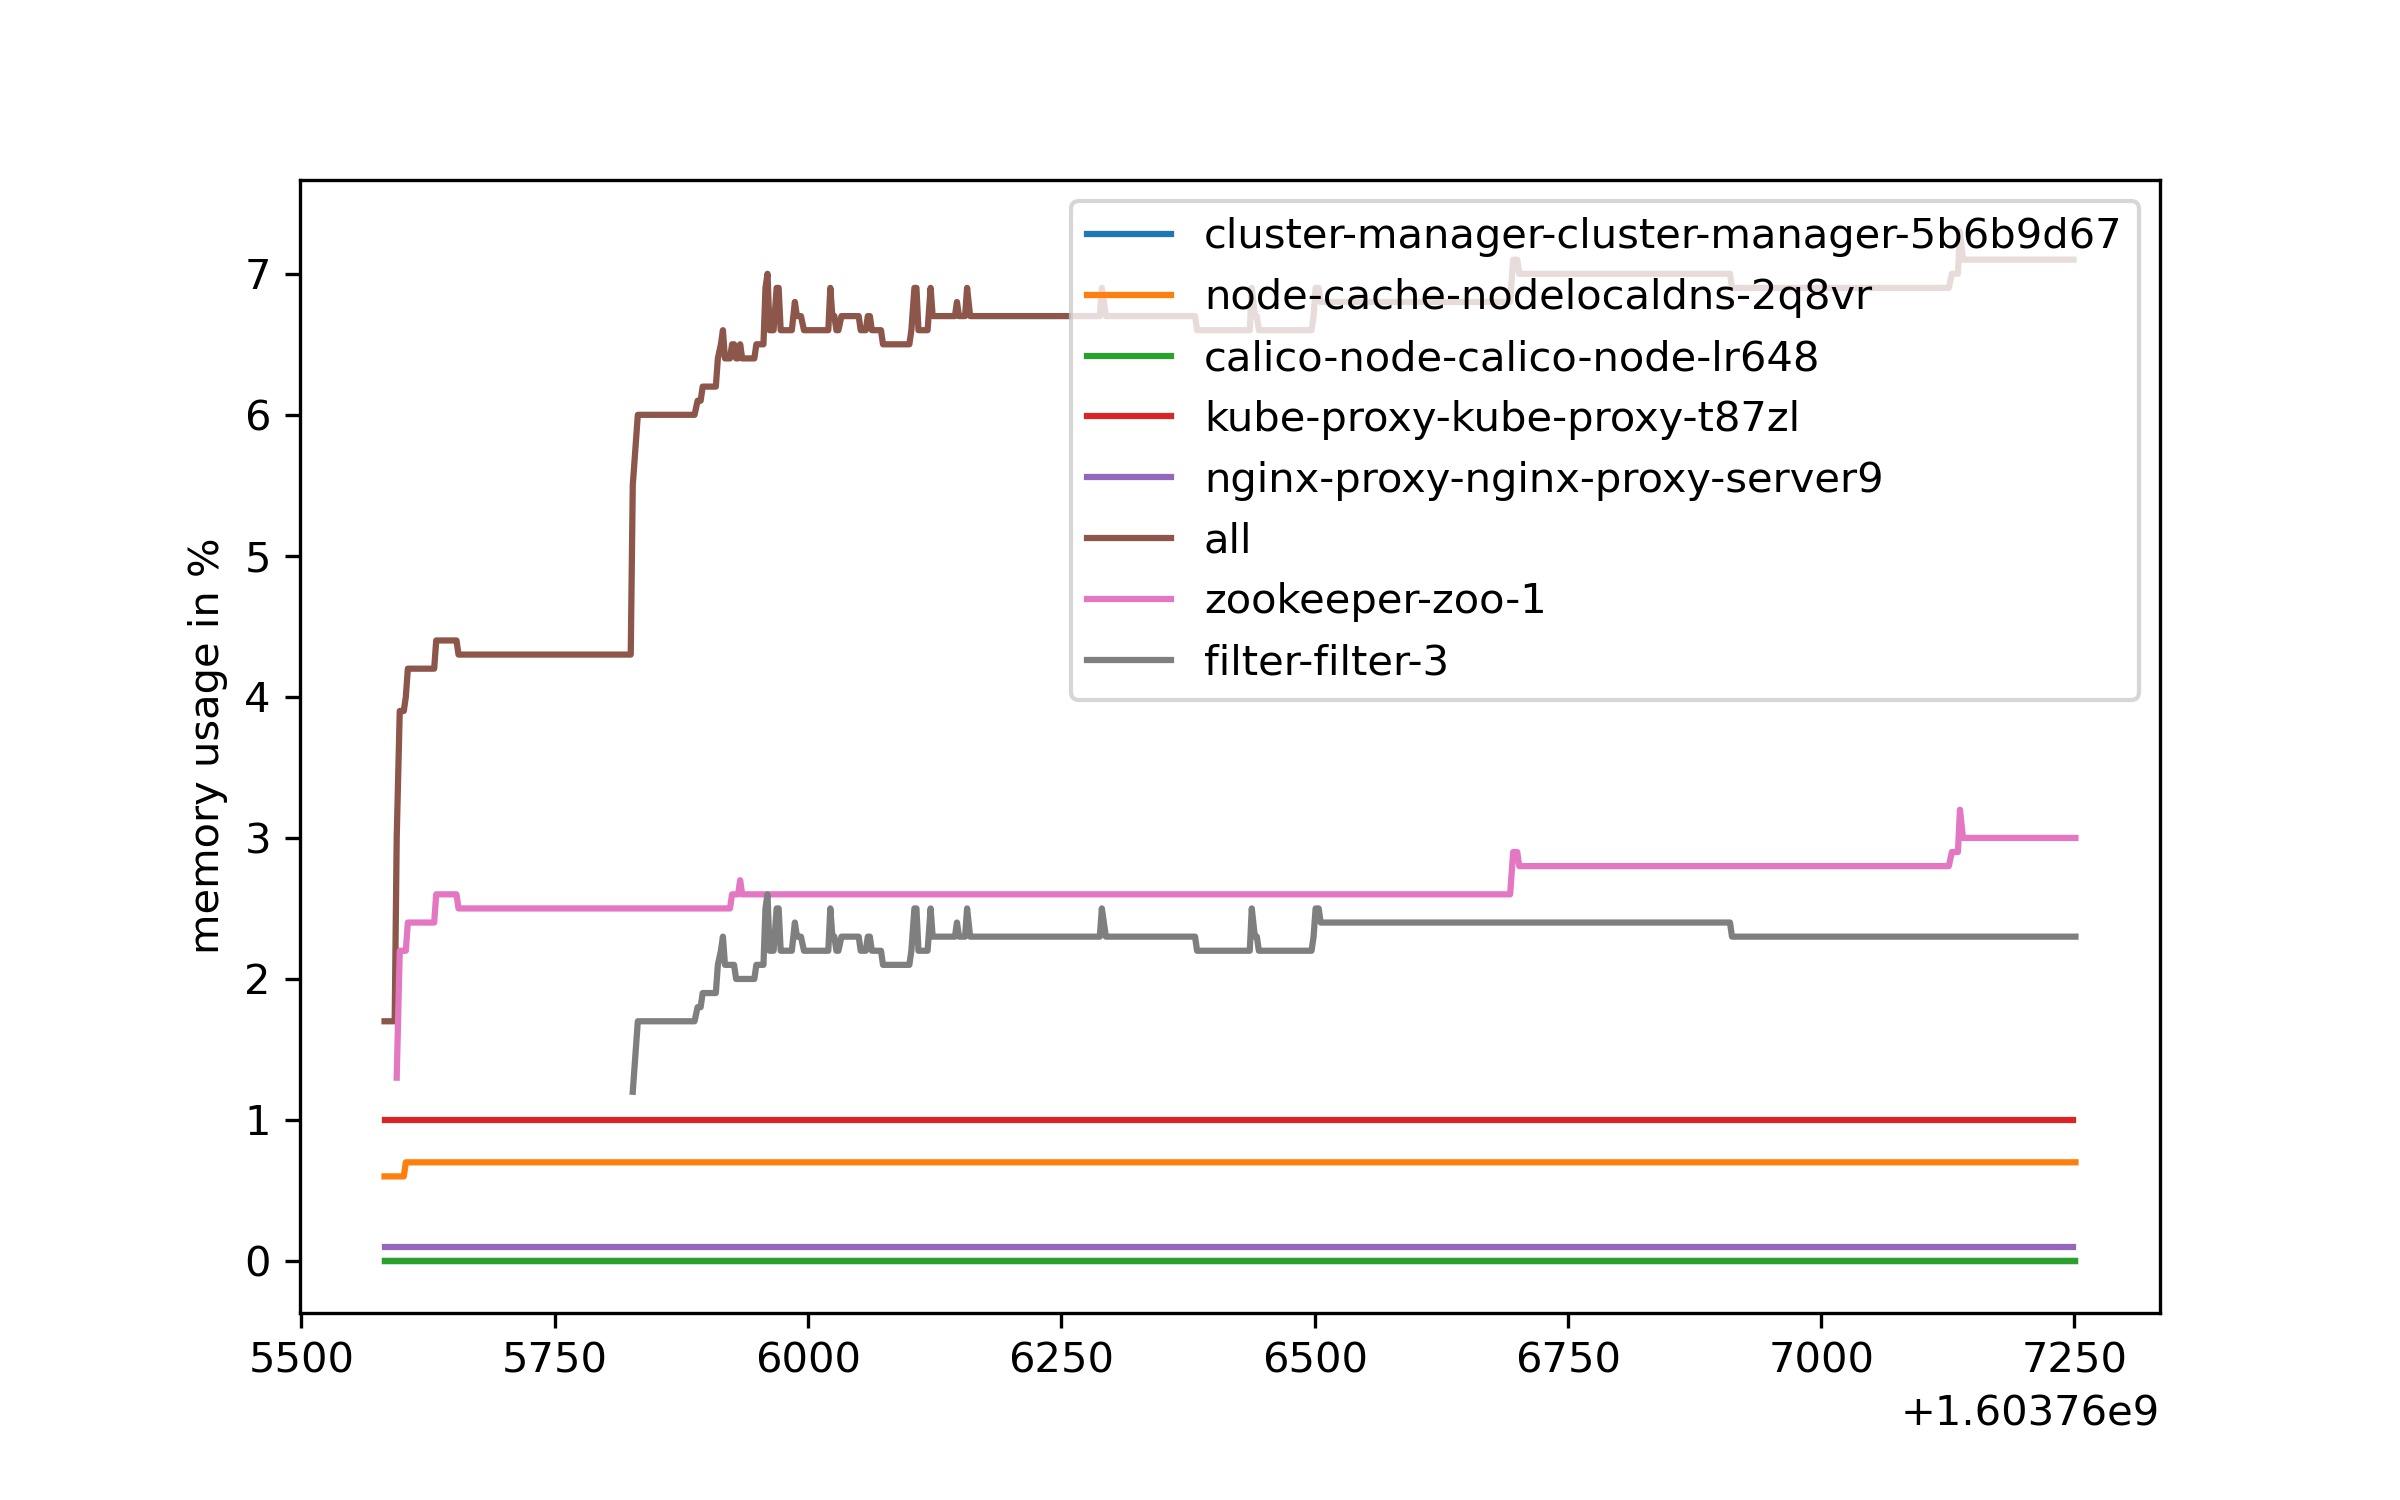 cluster-manager-cluster-manager-5b6b9d67
node-cache-nodelocaldns-2q8vr
calico-node-calico-node-lr648
kube-proxy-kube-proxy-t87zl
nginx-proxy-nginx-proxy-server9
all
zookeeper-zoo-1
filter-filter-3
memory usage in %
7
6
5
4
3
2
1
0
5500 5750 6000 6250 6500 6750 7000 7250
+1.60376e9